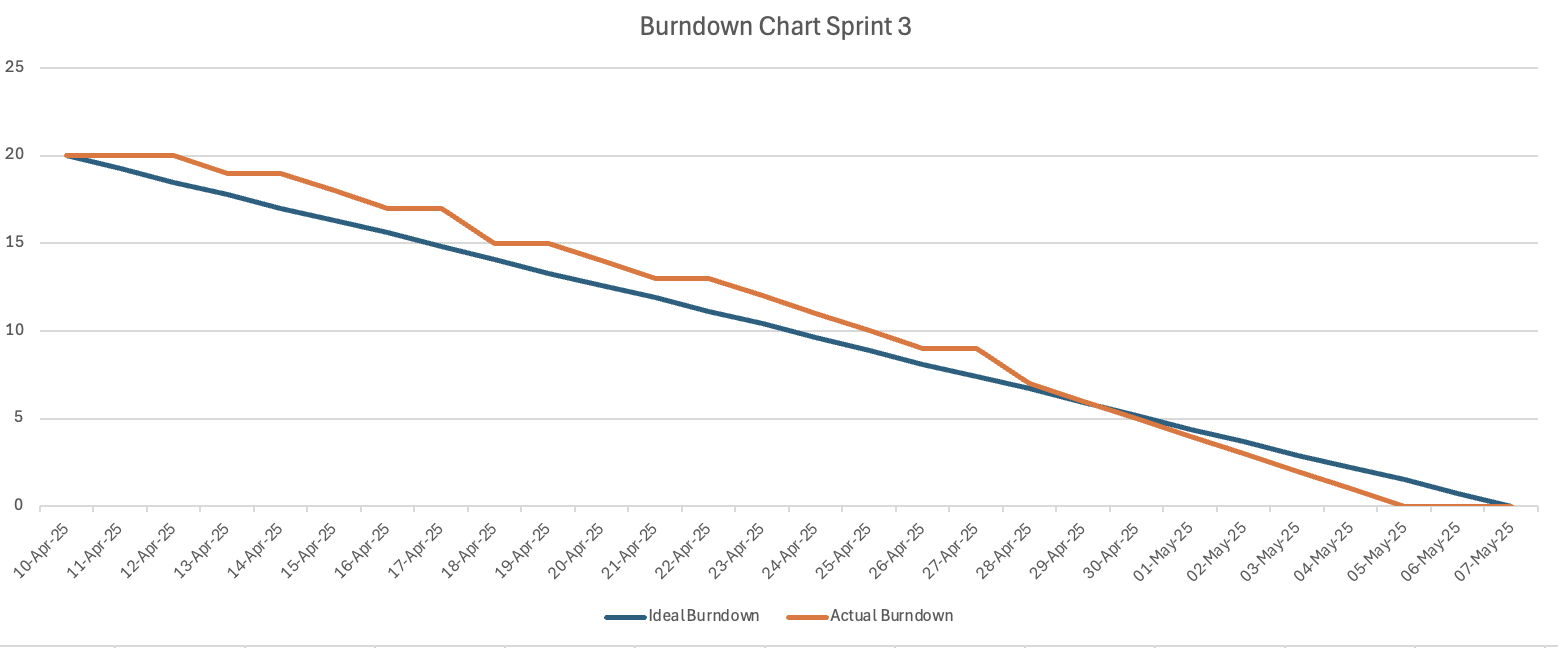 Burndown Chart Sprint 3
25
20
15
10
5
0
10-Apr-25
11-Apr-25
12-Apr-25
13-Apr-25
14-Apr-25
15-Apr-25
16-Apr-25
17-Apr-25
18-Apr-25
19-Apr-25
20-Apr-25
21-Apr-25
22-Apr-25
23-Apr-25
24-Apr-25
25-Apr-25
26-Apr-25
27-Apr-25
28-Apr-25
29-Apr-25
30-Apr-25
01-May-25
02-May-25
03-May-25
04-May-25
05-May-25
06-May-25
07-May-25
Ideal Burndown
Actual Burndown